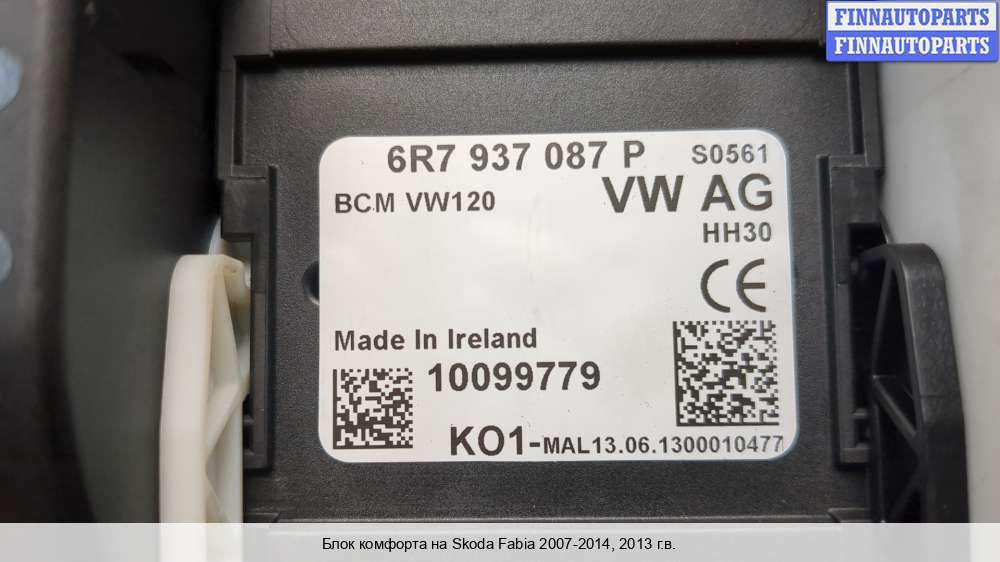 FINNAUTOPARTS
FINNAUTOPARTS
6R7 937 087 P S0561
BCM VW120 VW AG
HH30
CE
Made In Ireland
10099779
KO1-MAL13.06.1300010477
Блок комфорта на Skoda Fabia 2007-2014, 2013 г.в.